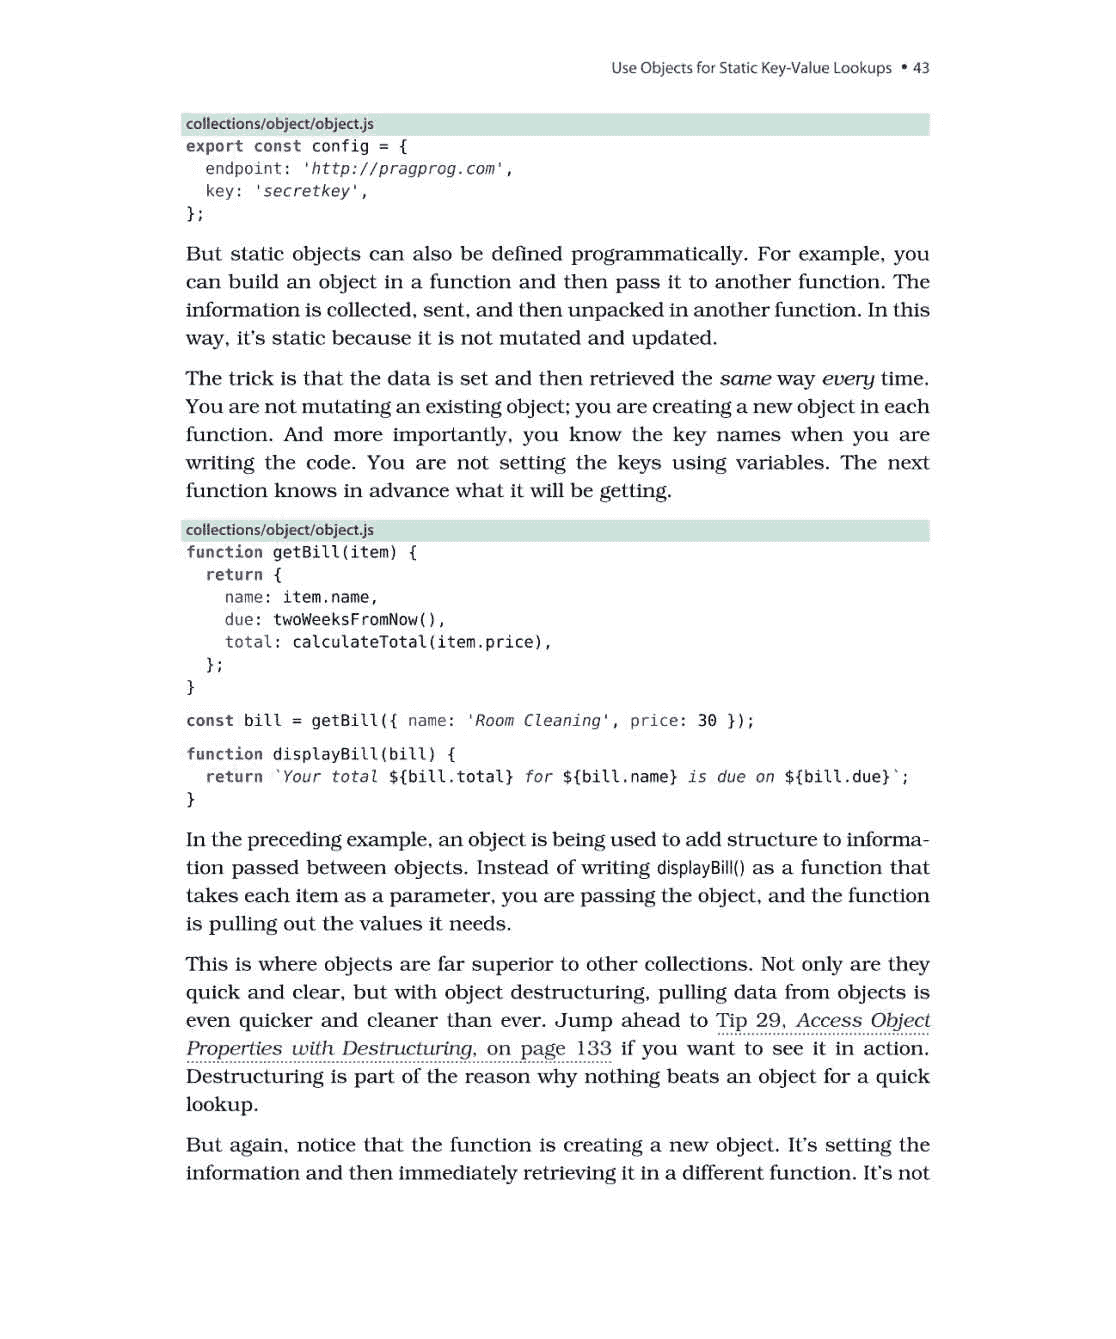 Use Objects for Static Key-Value Lookups • 43
collections/object/object.js
export const config = {
  endpoint: 'http://pragprog.com',
  key: 'secretkey',
};
But static objects can also be defined programmatically. For example, you
can build an object in a function and then pass it to another function. The
information is collected, sent, and then unpacked in another function. In this
way, it's static because it is not mutated and updated.
The trick is that the data is set and then retrieved the same way every time.
You are not mutating an existing object; you are creating a new object in each
function. And more importantly, you know the key names when you are
writing the code. You are not setting the keys using variables. The next
function knows in advance what it will be getting.
collections/object/object.js
function getBill(item) {
  return {
    name: item.name,
    due: twoWeeksFromNow(),
    total: calculateTotal(item.price),
  };
}
const bill = getBill({ name: 'Room Cleaning', price: 30 });
function displayBill(bill) {
  return `Your total ${bill.total} for ${bill.name} is due on ${bill.due}`;
}
In the preceding example, an object is being used to add structure to informa-
tion passed between objects. Instead of writing displayBill() as a function that
takes each item as a parameter, you are passing the object, and the function
is pulling out the values it needs.
This is where objects are far superior to other collections. Not only are they
quick and clear, but with object destructuring, pulling data from objects is
even quicker and cleaner than ever. Jump ahead to Tip 29, Access Object
Properties with Destructuring, on page 133 if you want to see it in action.
Destructuring is part of the reason why nothing beats an object for a quick
lookup.
But again, notice that the function is creating a new object. It's setting the
information and then immediately retrieving it in a different function. It's not